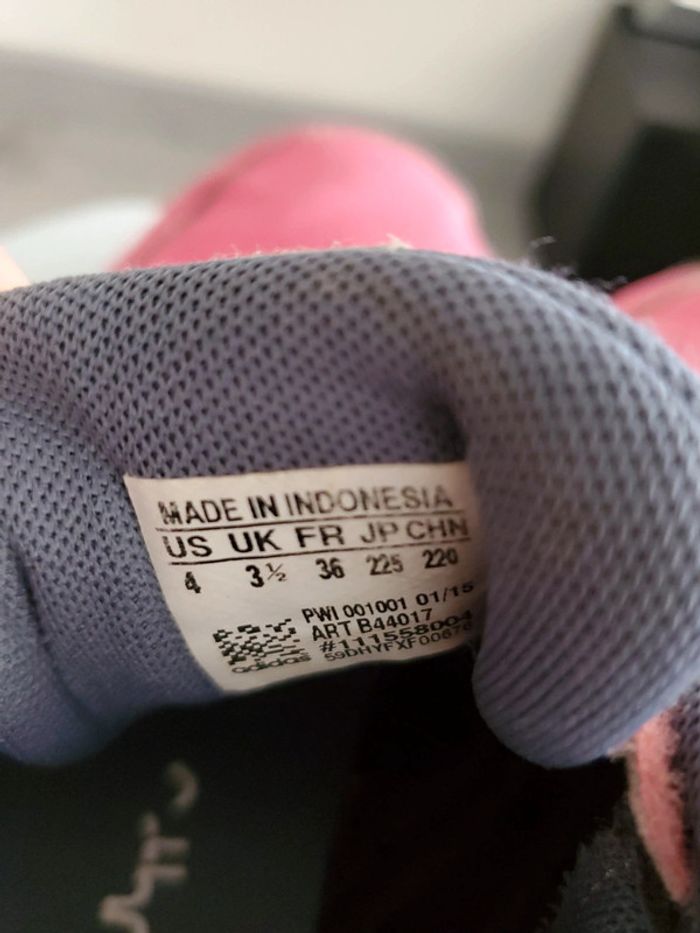 MADE IN INDONESIA
US UK FR JP CHN
4 3½ 36 225 220
PWI 001001 01/15
ART B44017
#111558004
adidas